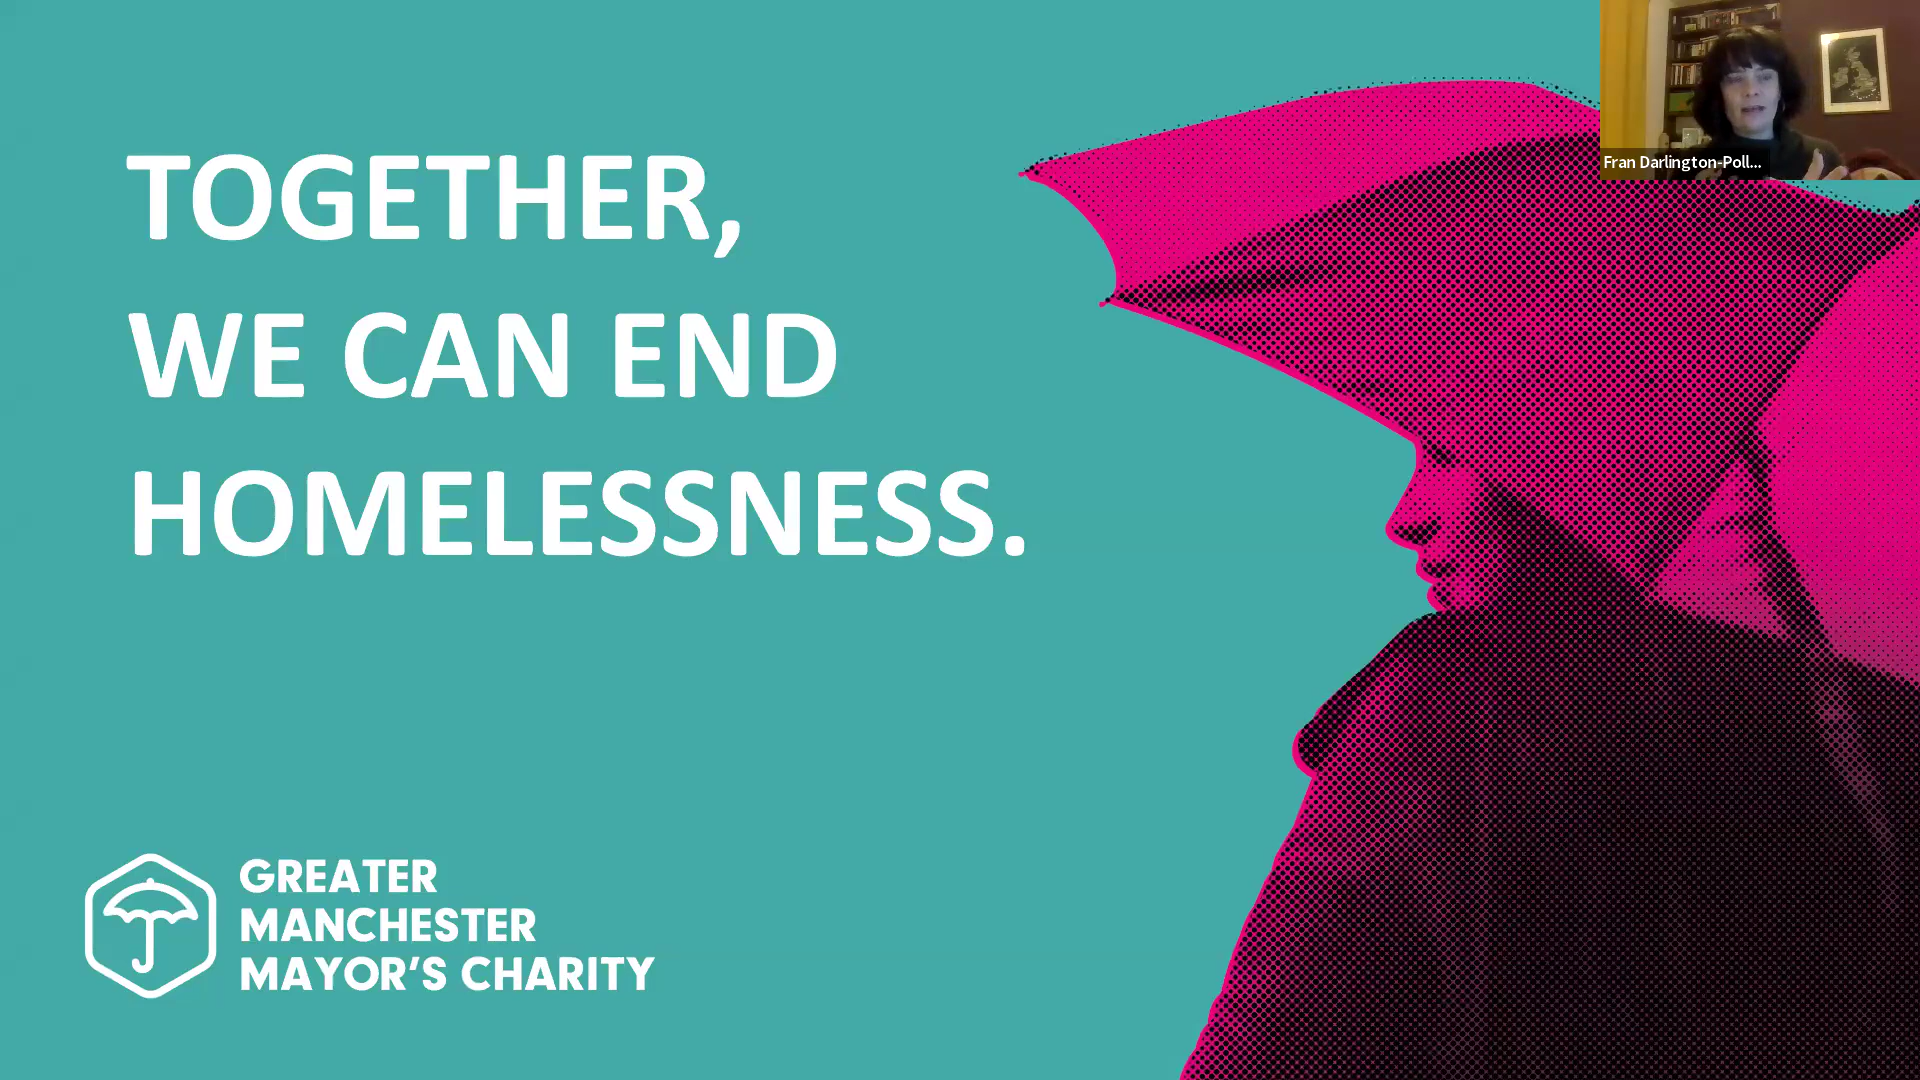 TOGETHER,
WE CAN END
HOMELESSNESS.
GREATER
MANCHESTER
MAYOR'S CHARITY
Fran Darlington-Poll...